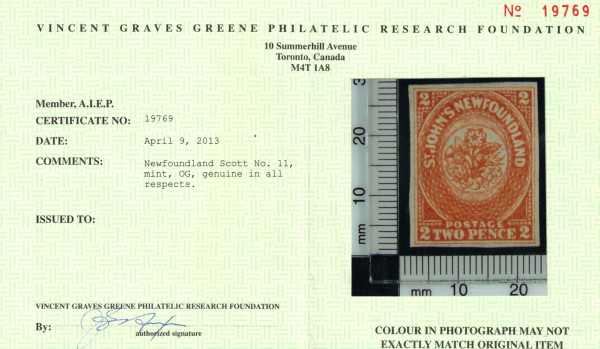 Nº 19769
VINCENT GRAVES GREENE PHILATELIC RESEARCH FOUNDATION
10 Summerhill Avenue
Toronto, Canada
M4T 1A8
Member, A.I.E.P.
CERTIFICATE NO: 19769
DATE: April 9, 2013
COMMENTS: Newfoundland Scott No. 11,
mint, OG, genuine in all
respects.
ISSUED TO:
VINCENT GRAVES GREENE PHILATELIC RESEARCH FOUNDATION
By:
authorized signature
3
20
10
mm
2 2
ST. JOHN'S NEWFOUNDLAND
POSTAGE
2 TWO PENCE 2
mm 10 20
COLOUR IN PHOTOGRAPH MAY NOT
EXACTLY MATCH ORIGINAL ITEM